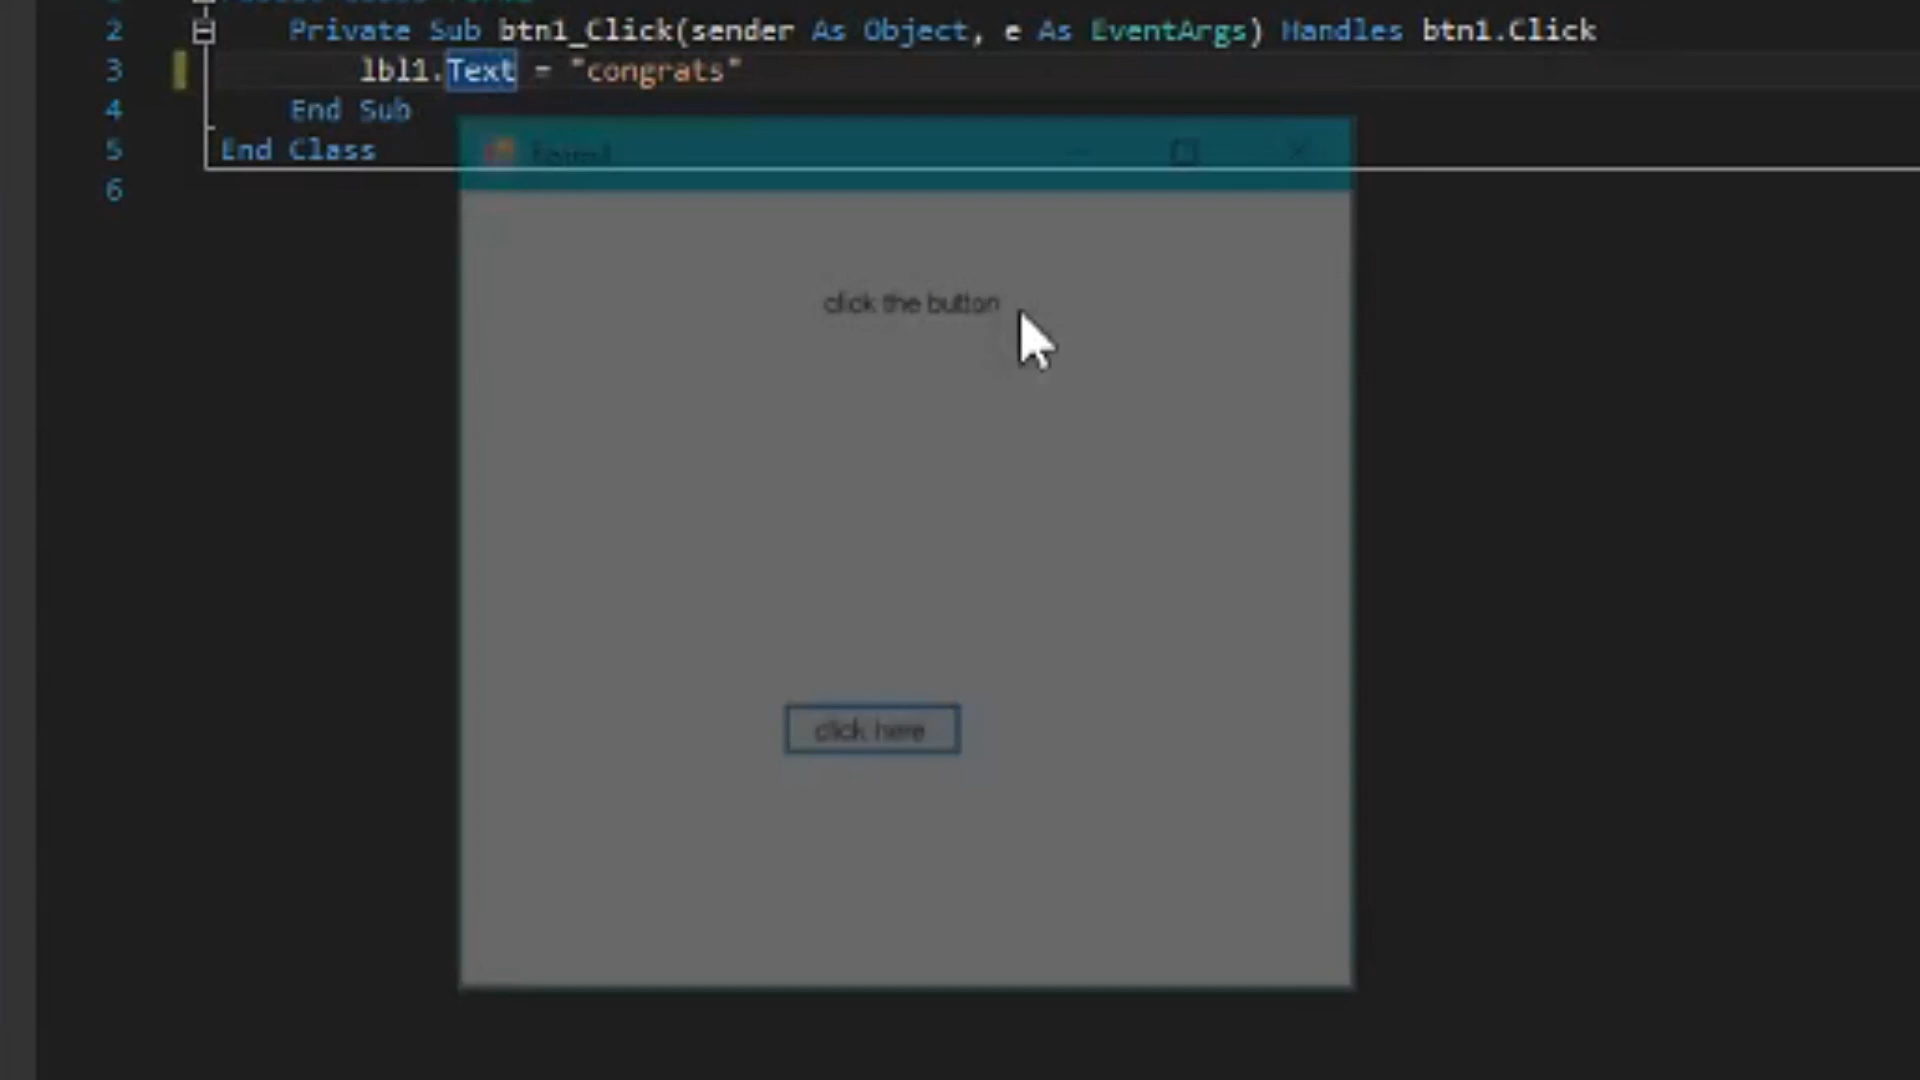 2 Private Sub btn1_Click(sender As Object, e As EventArgs) Handles btn1.Click
3 lbl1.Text = "congrats"
4 End Sub
5 End Class
6
click the button
click here